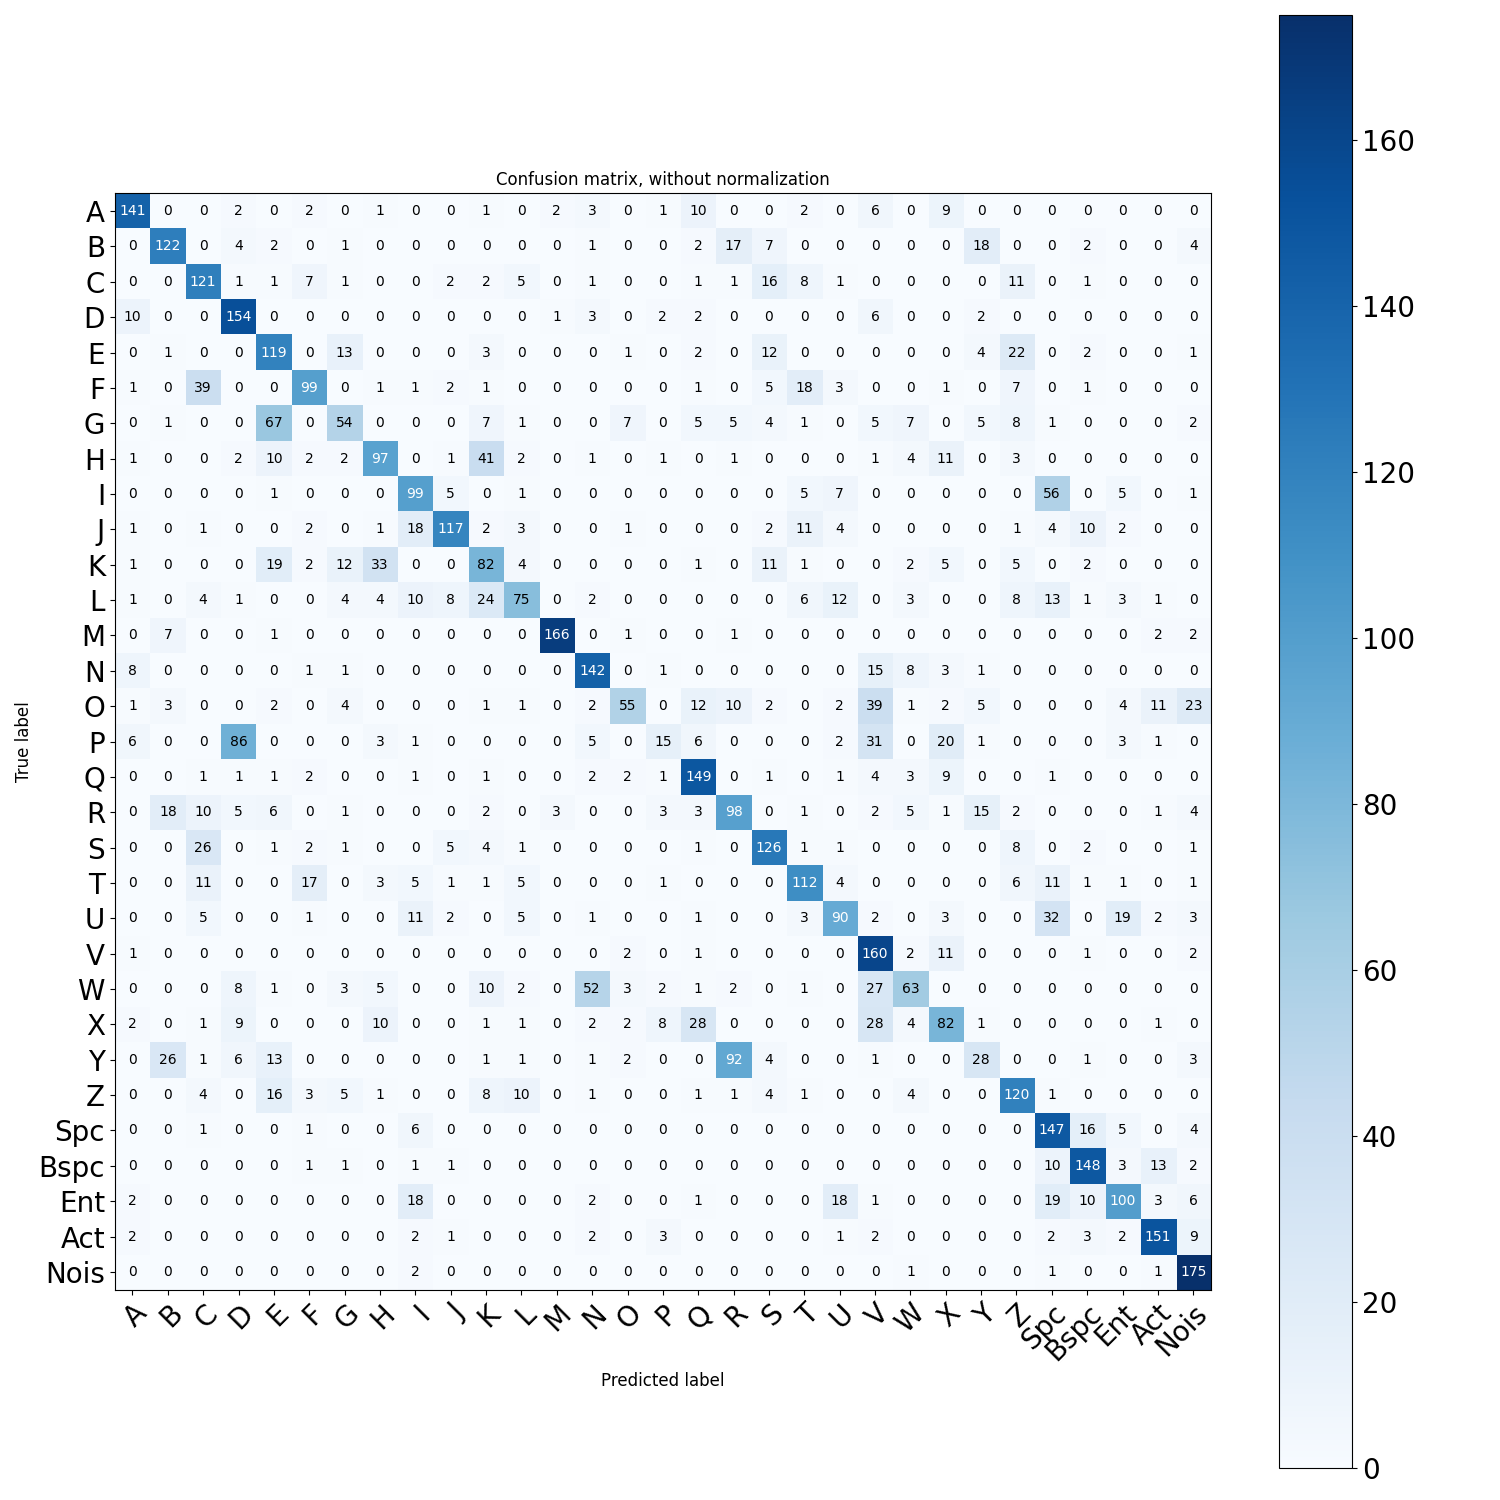 Confusion matrix, without normalization
A 141 0 0 2 0 2 0 1 0 0 1 0 2 3 0 1 10 0 0 2 0 6 0 9 0 0 0 0 0 0 0
B 0 122 0 4 2 0 1 0 0 0 0 0 0 1 0 0 2 17 7 0 0 0 0 0 18 0 0 2 0 0 4
C 0 0 121 1 1 7 1 0 0 2 2 5 0 1 0 0 1 1 16 8 1 0 0 0 0 11 0 1 0 0 0
D 10 0 0 154 0 0 0 0 0 0 0 0 1 3 0 2 2 0 0 0 0 6 0 0 2 0 0 0 0 0 0
E 0 1 0 0 119 0 13 0 0 0 3 0 0 0 1 0 2 0 12 0 0 0 0 0 4 22 0 2 0 0 1
F 1 0 39 0 0 99 0 1 1 2 1 0 0 0 0 0 1 0 5 18 3 0 0 1 0 7 0 1 0 0 0
G 0 1 0 0 67 0 54 0 0 0 7 1 0 0 7 0 5 5 4 1 0 5 7 0 5 8 1 0 0 0 2
H 1 0 0 2 10 2 2 97 0 1 41 2 0 1 0 1 0 1 0 0 0 1 4 11 0 3 0 0 0 0 0
I 0 0 0 0 1 0 0 0 99 5 0 1 0 0 0 0 0 0 0 5 7 0 0 0 0 0 56 0 5 0 1
J 1 0 1 0 0 2 0 1 18 117 2 3 0 0 1 0 0 0 2 11 4 0 0 0 0 1 4 10 2 0 0
K 1 0 0 0 19 2 12 33 0 0 82 4 0 0 0 0 1 0 11 1 0 0 2 5 0 5 0 2 0 0 0
L 1 0 4 1 0 0 4 4 10 8 24 75 0 2 0 0 0 0 0 6 12 0 3 0 0 8 13 1 3 1 0
M 0 7 0 0 1 0 0 0 0 0 0 0 166 0 1 0 0 1 0 0 0 0 0 0 0 0 0 0 0 2 2
N 8 0 0 0 0 1 1 0 0 0 0 0 0 142 0 1 0 0 0 0 0 15 8 3 1 0 0 0 0 0 0
O 1 3 0 0 2 0 4 0 0 0 1 1 0 2 55 0 12 10 2 0 2 39 1 2 5 0 0 0 4 11 23
P 6 0 0 86 0 0 0 3 1 0 0 0 0 5 0 15 6 0 0 0 2 31 0 20 1 0 0 0 3 1 0
Q 0 0 1 1 1 2 0 0 1 0 1 0 0 2 2 1 149 0 1 0 1 4 3 9 0 0 1 0 0 0 0
R 0 18 10 5 6 0 1 0 0 0 2 0 3 0 0 3 3 98 0 1 0 2 5 1 15 2 0 0 0 1 4
S 0 0 26 0 1 2 1 0 0 5 4 1 0 0 0 0 1 0 126 1 1 0 0 0 0 8 0 2 0 0 1
T 0 0 11 0 0 17 0 3 5 1 1 5 0 0 0 1 0 0 0 112 4 0 0 0 0 6 11 1 1 0 1
U 0 0 5 0 0 1 0 0 11 2 0 5 0 1 0 0 1 0 0 3 90 2 0 3 0 0 32 0 19 2 3
V 1 0 0 0 0 0 0 0 0 0 0 0 0 0 2 0 1 0 0 0 0 160 2 11 0 0 0 1 0 0 2
W 0 0 0 8 1 0 3 5 0 0 10 2 0 52 3 2 1 2 0 1 0 27 63 0 0 0 0 0 0 0 0
X 2 0 1 9 0 0 0 10 0 0 1 1 0 2 2 8 28 0 0 0 0 28 4 82 1 0 0 0 0 1 0
Y 0 26 1 6 13 0 0 0 0 0 1 1 0 1 2 0 0 92 4 0 0 1 0 0 28 0 0 1 0 0 3
Z 0 0 4 0 16 3 5 1 0 0 8 10 0 1 0 0 1 1 4 1 0 0 4 0 0 120 1 0 0 0 0
Spc 0 0 1 0 0 1 0 0 6 0 0 0 0 0 0 0 0 0 0 0 0 0 0 0 0 0 147 16 5 0 4
Bspc 0 0 0 0 0 1 1 0 1 1 0 0 0 0 0 0 0 0 0 0 0 0 0 0 0 0 10 148 3 13 2
Ent 2 0 0 0 0 0 0 0 18 0 0 0 0 2 0 0 1 0 0 0 18 1 0 0 0 0 19 10 100 3 6
Act 2 0 0 0 0 0 0 0 2 1 0 0 0 2 0 3 0 0 0 0 1 2 0 0 0 0 2 3 2 151 9
Nois 0 0 0 0 0 0 0 0 2 0 0 0 0 0 0 0 0 0 0 0 0 0 1 0 0 0 1 0 0 1 175
A B C D E F G H I J K L M N O P Q R S T U V W X Y Z Spc Bspc Ent Act Nois
Predicted label
True label
160
140
120
100
80
60
40
20
0